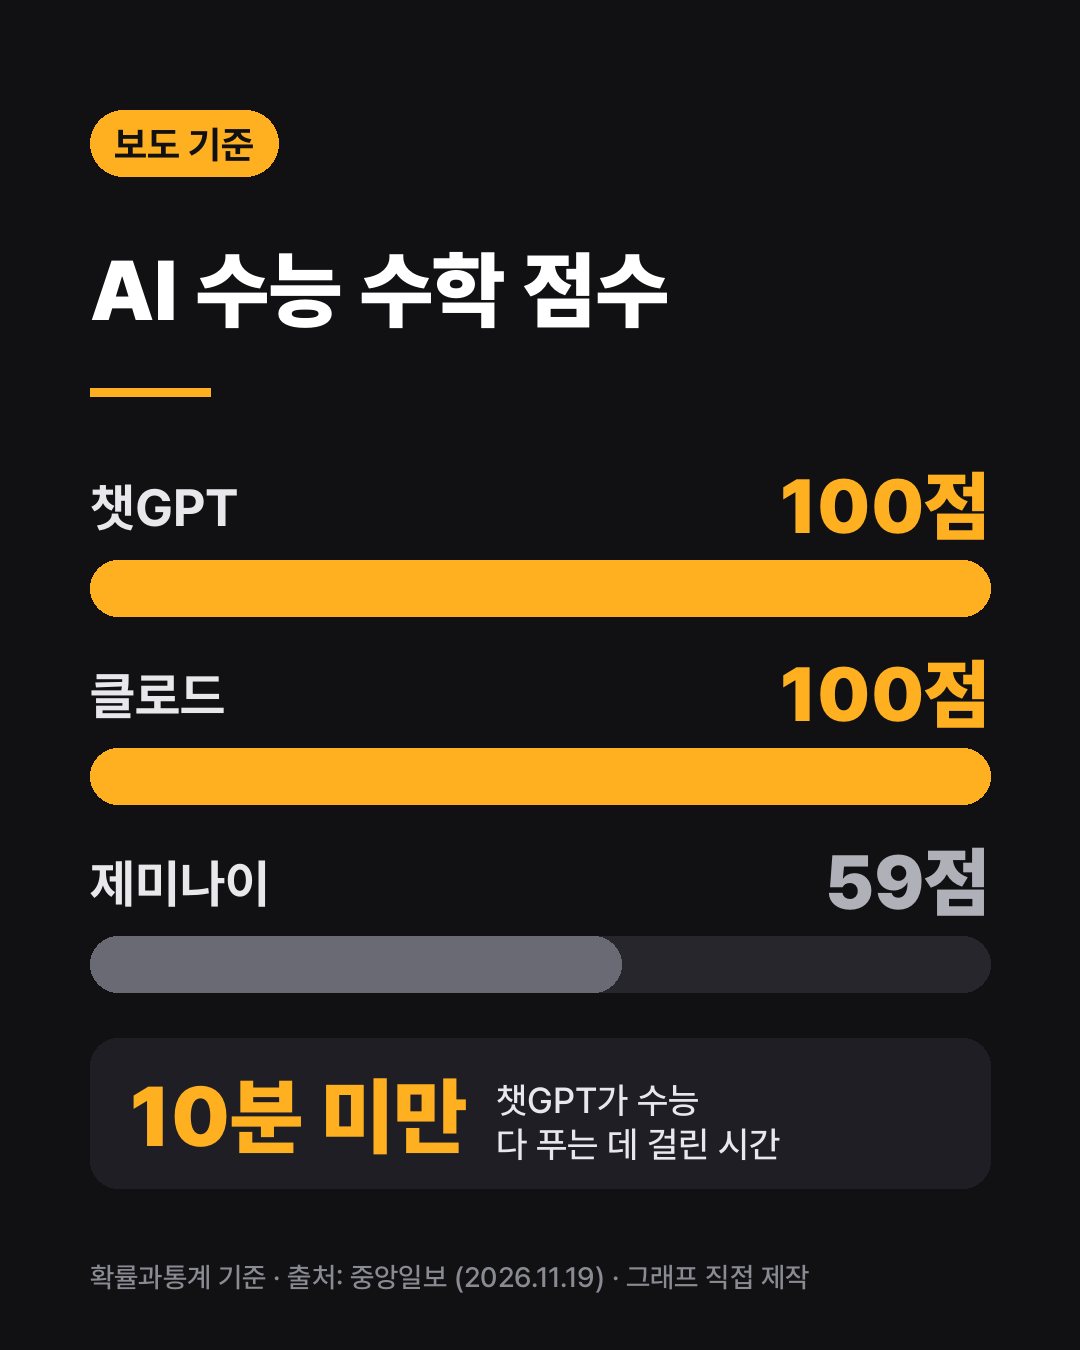 보도 기준
AI 수능 수학 점수
챗GPT
100점
클로드
100점
제미나이
59점
10분 미만
챗GPT가 수능
다 푸는 데 걸린 시간
확률과통계 기준 · 출처: 중앙일보 (2026.11.19) · 그래프 직접 제작